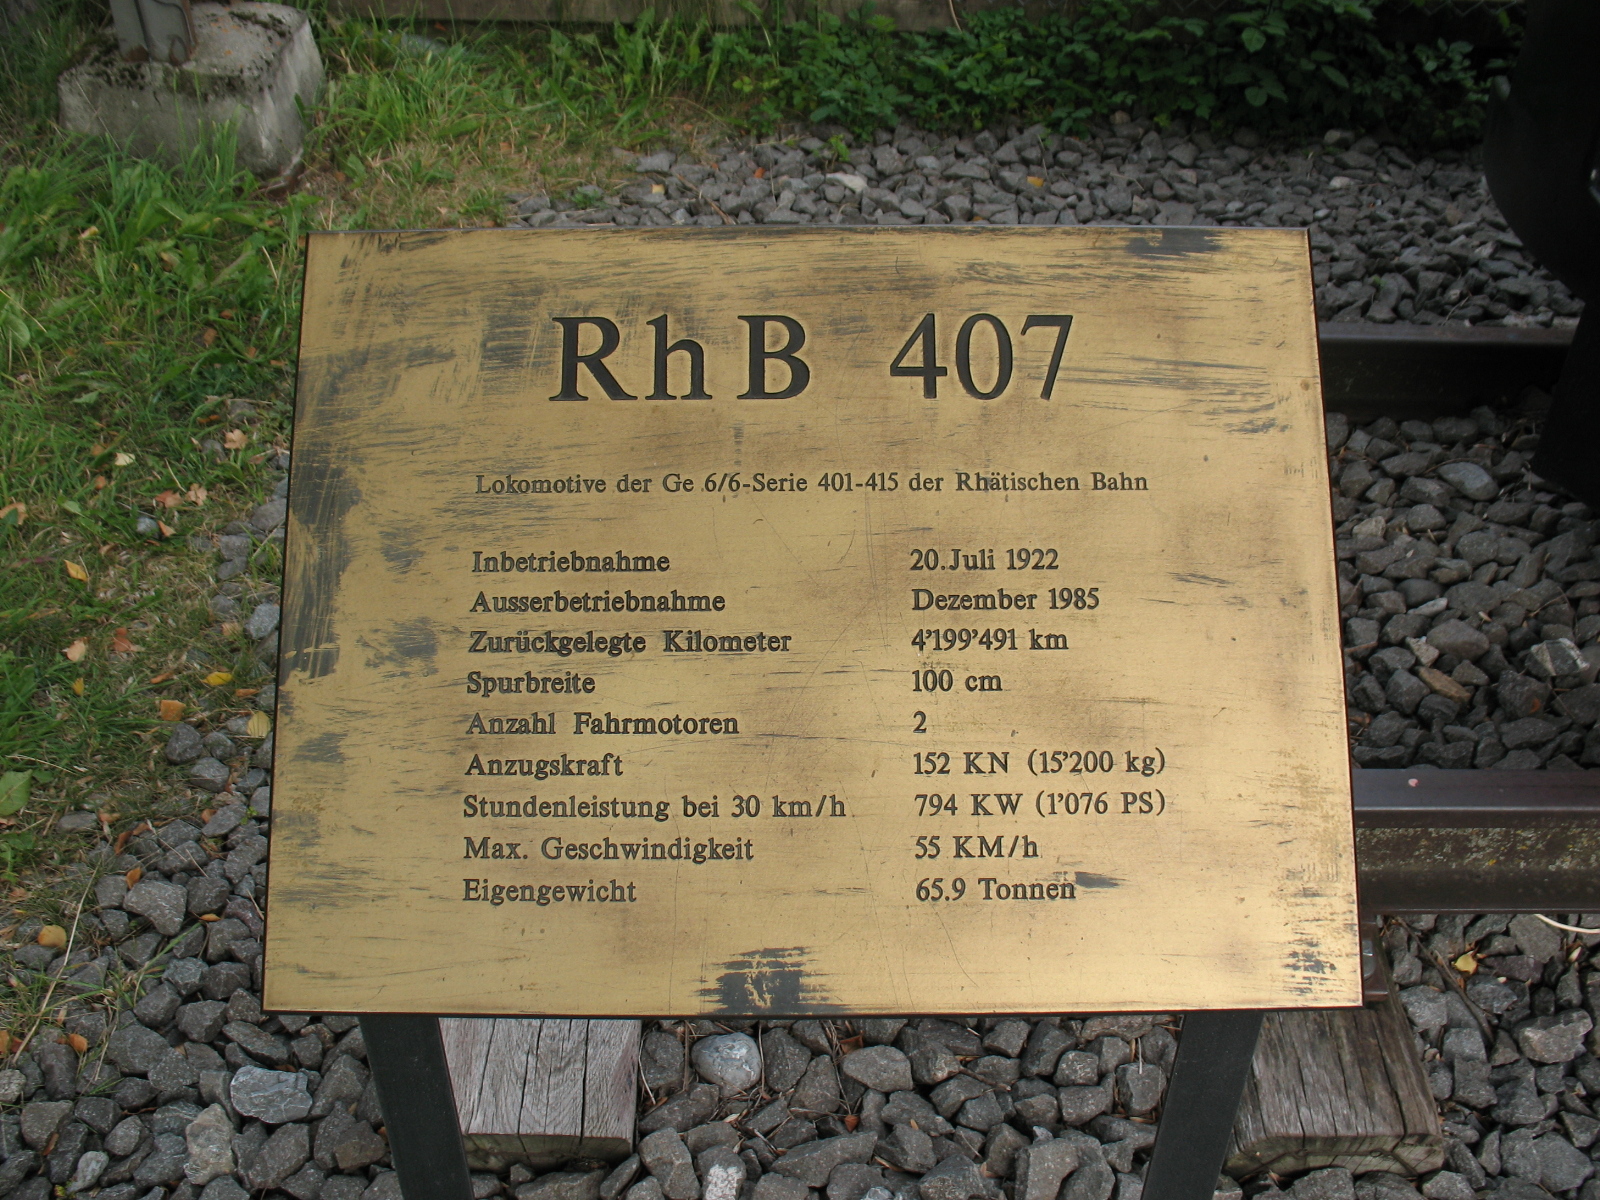 RhB 407
Lokomotive der Ge 6/6-Serie 401-415 der Rhätischen Bahn
Inbetriebnahme 20.Juli 1922
Ausserbetriebnahme Dezember 1985
Zurückgelegte Kilometer 4'199'491 km
Spurbreite 100 cm
Anzahl Fahrmotoren 2
Anzugskraft 152 KN (15'200 kg)
Stundenleistung bei 30 km/h 794 KW (1'076 PS)
Max. Geschwindigkeit 55 KM/h
Eigengewicht 65.9 Tonnen